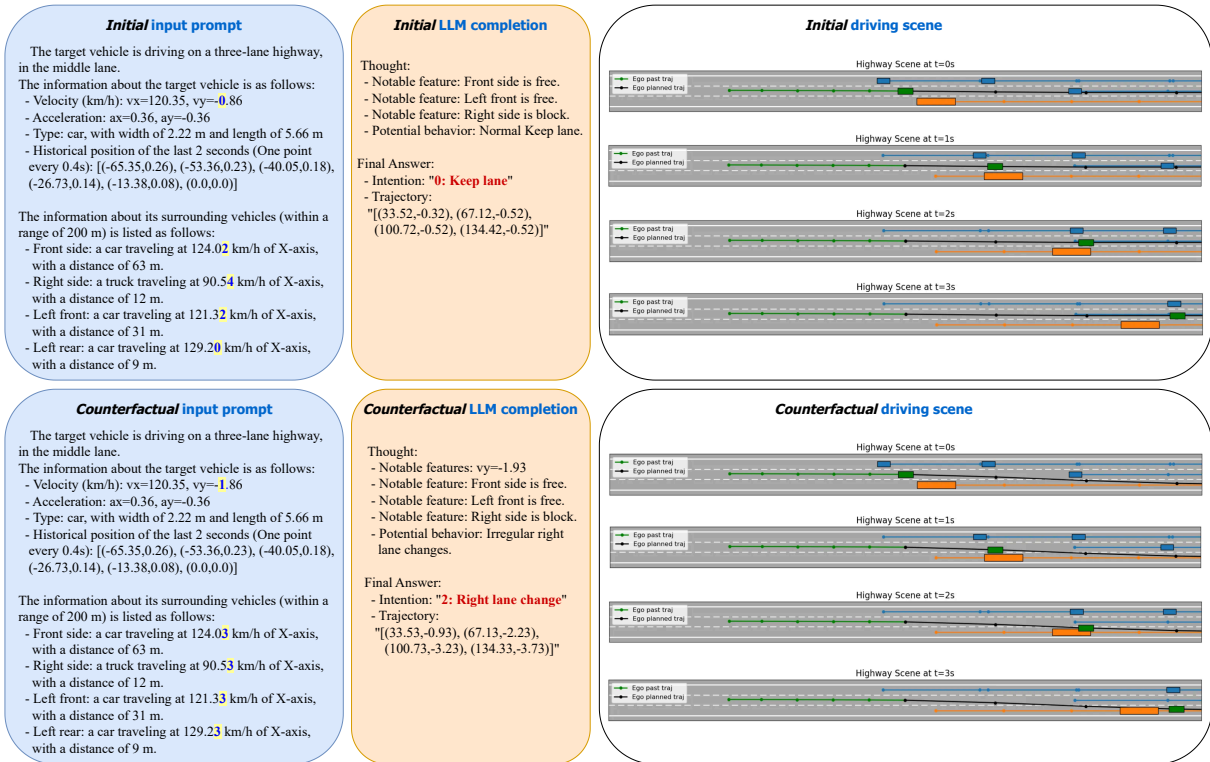 Initial input prompt
The target vehicle is driving on a three-lane highway,
in the middle lane.
The information about the target vehicle is as follows:
- Velocity (km/h): vx=120.35, vy=-0.86
- Acceleration: ax=0.36, ay=-0.36
- Type: car, with width of 2.22 m and length of 5.66 m
- Historical position of the last 2 seconds (One point
every 0.4s): [(-65.35,0.26), (-53.36,0.23), (-40.05,0.18),
(-26.73,0.14), (-13.38,0.08), (0.0,0.0)]
The information about its surrounding vehicles (within a
range of 200 m) is listed as follows:
- Front side: a car traveling at 124.02 km/h of X-axis,
with a distance of 63 m.
- Right side: a truck traveling at 90.54 km/h of X-axis,
with a distance of 12 m.
- Left front: a car traveling at 121.32 km/h of X-axis,
with a distance of 31 m.
- Left rear: a car traveling at 129.20 km/h of X-axis,
with a distance of 9 m.
Initial LLM completion
Thought:
- Notable feature: Front side is free.
- Notable feature: Left front is free.
- Notable feature: Right side is block.
- Potential behavior: Normal Keep lane.
Final Answer:
- Intention: "0: Keep lane"
- Trajectory:
"[(33.52,-0.32), (67.12,-0.52),
(100.72,-0.52), (134.42,-0.52)]"
Initial driving scene
Highway Scene at t=0s
Ego past traj
Ego planned traj
Highway Scene at t=1s
Ego past traj
Ego planned traj
Highway Scene at t=2s
Ego past traj
Ego planned traj
Highway Scene at t=3s
Ego past traj
Ego planned traj
Counterfactual input prompt
The target vehicle is driving on a three-lane highway,
in the middle lane.
The information about the target vehicle is as follows:
- Velocity (km/h): vx=120.35, vy=-1.86
- Acceleration: ax=0.36, ay=-0.36
- Type: car, with width of 2.22 m and length of 5.66 m
- Historical position of the last 2 seconds (One point
every 0.4s): [(-65.35,0.26), (-53.36,0.23), (-40.05,0.18),
(-26.73,0.14), (-13.38,0.08), (0.0,0.0)]
The information about its surrounding vehicles (within a
range of 200 m) is listed as follows:
- Front side: a car traveling at 124.03 km/h of X-axis,
with a distance of 63 m.
- Right side: a truck traveling at 90.53 km/h of X-axis,
with a distance of 12 m.
- Left front: a car traveling at 121.33 km/h of X-axis,
with a distance of 31 m.
- Left rear: a car traveling at 129.23 km/h of X-axis,
with a distance of 9 m.
Counterfactual LLM completion
Thought:
- Notable features: vy=-1.93
- Notable feature: Front side is free.
- Notable feature: Left front is free.
- Notable feature: Right side is block.
- Potential behavior: Irregular right
lane changes.
Final Answer:
- Intention: "2: Right lane change"
- Trajectory:
"[(33.53,-0.93), (67.13,-2.23),
(100.73,-3.23), (134.33,-3.73)]"
Counterfactual driving scene
Highway Scene at t=0s
Ego past traj
Ego planned traj
Highway Scene at t=1s
Ego past traj
Ego planned traj
Highway Scene at t=2s
Ego past traj
Ego planned traj
Highway Scene at t=3s
Ego past traj
Ego planned traj